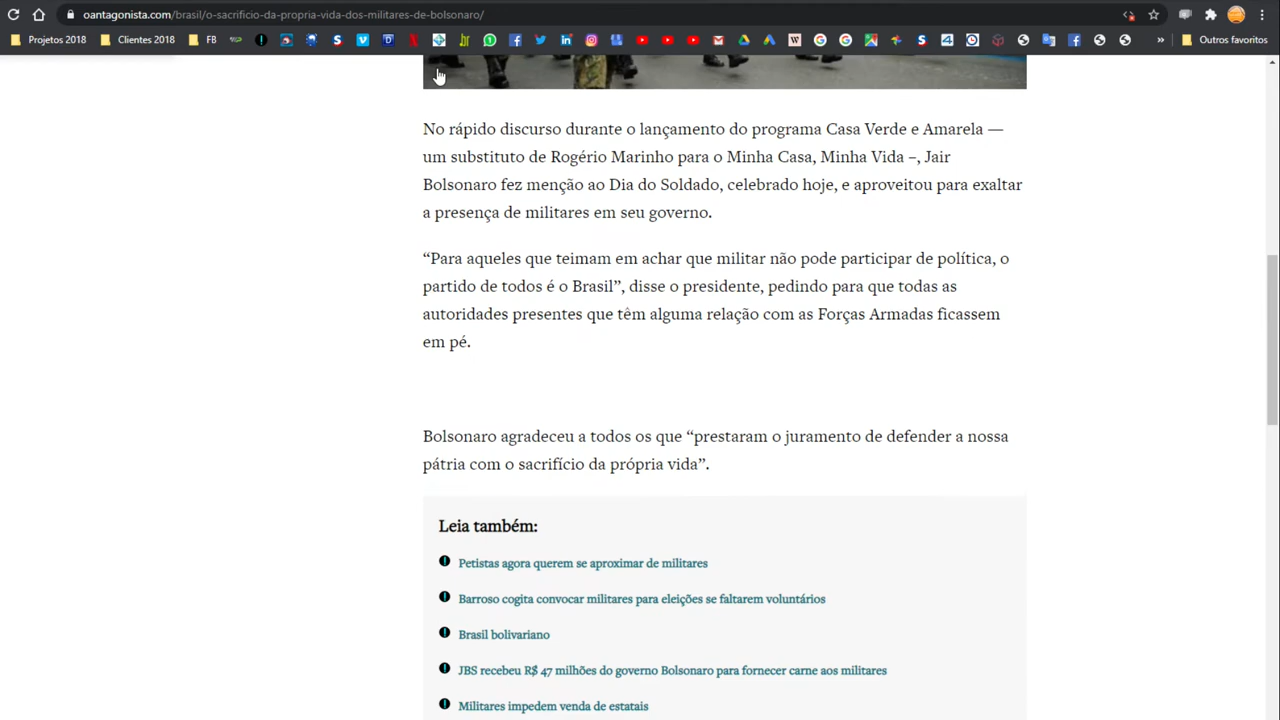 oantagonista.com/brasil/o-sacrificio-da-propria-vida-dos-militares-de-bolsonaro/
Projetos 2018 Clientes 2018 FB Outros favoritos
No rápido discurso durante o lançamento do programa Casa Verde e Amarela —
um substituto de Rogério Marinho para o Minha Casa, Minha Vida –, Jair
Bolsonaro fez menção ao Dia do Soldado, celebrado hoje, e aproveitou para exaltar
a presença de militares em seu governo.
“Para aqueles que teimam em achar que militar não pode participar de política, o
partido de todos é o Brasil”, disse o presidente, pedindo para que todas as
autoridades presentes que têm alguma relação com as Forças Armadas ficassem
em pé.
Bolsonaro agradeceu a todos os que “prestaram o juramento de defender a nossa
pátria com o sacrifício da própria vida”.
Leia também:
Petistas agora querem se aproximar de militares
Barroso cogita convocar militares para eleições se faltarem voluntários
Brasil bolivariano
JBS recebeu R$ 47 milhões do governo Bolsonaro para fornecer carne aos militares
Militares impedem venda de estatais